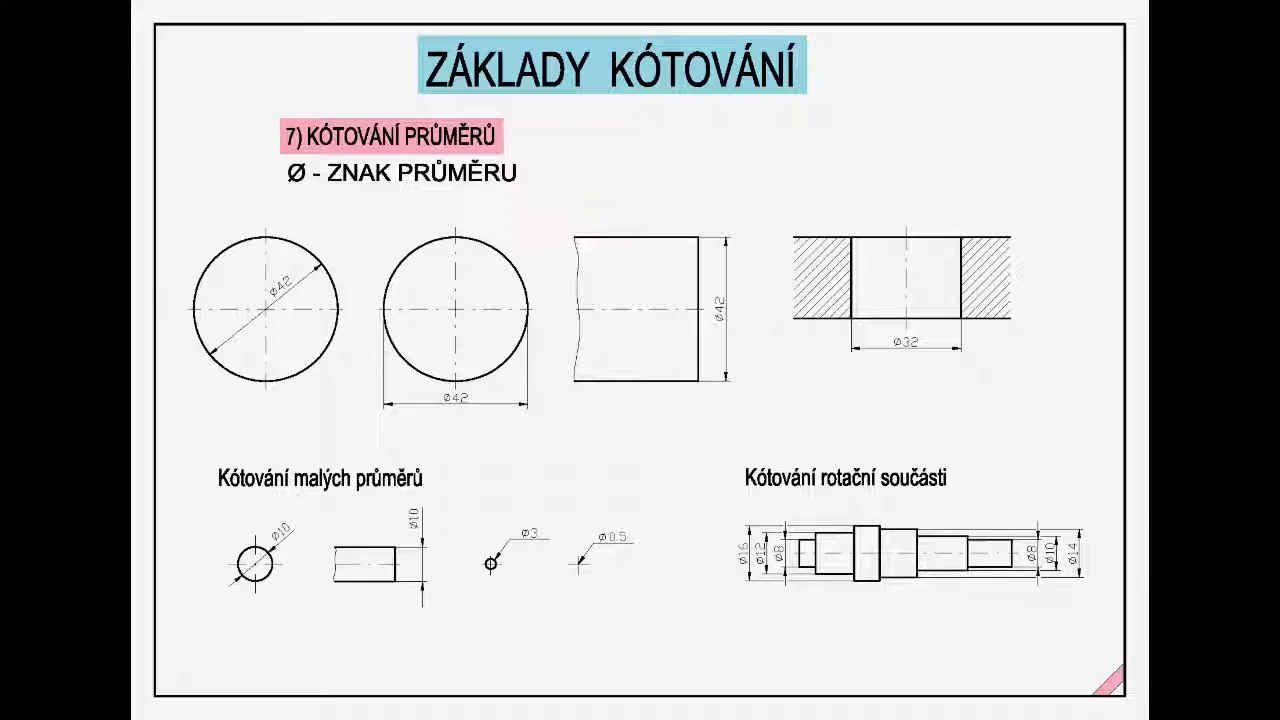 ZÁKLADY KÓTOVÁNÍ
7) KÓTOVÁNÍ PRŮMĚRŮ
Ø - ZNAK PRŮMĚRU
Ø42
Ø42
Ø42
Ø32
Kótování malých průměrů
Kótování rotační součásti
Ø10
Ø10
Ø3
Ø0.5
Ø16
Ø12
Ø8
Ø8
Ø10
Ø14